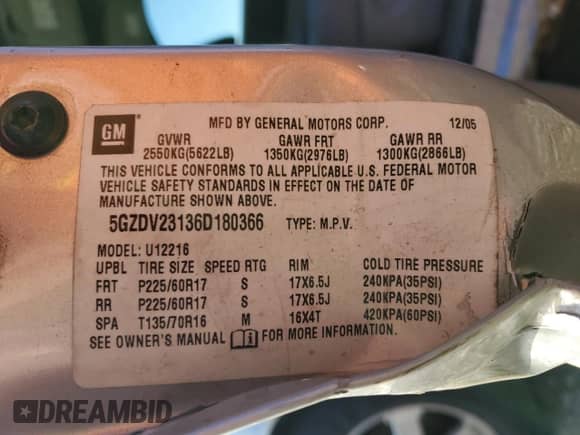 GM
MFD BY GENERAL MOTORS CORP. 12/05
GVWR GAWR FRT GAWR RR
2550KG(5622LB) 1350KG(2976LB) 1300KG(2866LB)
THIS VEHICLE CONFORMS TO ALL APPLICABLE U.S. FEDERAL MOTOR
VEHICLE SAFETY STANDARDS IN EFFECT ON THE DATE OF
MANUFACTURE SHOWN ABOVE.
5GZDV23136D180366 TYPE: M.P.V.
MODEL: U12216
UPBL TIRE SIZE SPEED RTG RIM COLD TIRE PRESSURE
FRT P225/60R17 S 17X6.5J 240KPA(35PSI)
RR P225/60R17 S 17X6.5J 240KPA(35PSI)
SPA T135/70R16 M 16X4T 420KPA(60PSI)
SEE OWNER'S MANUAL FOR MORE INFORMATION.
DREAMBID